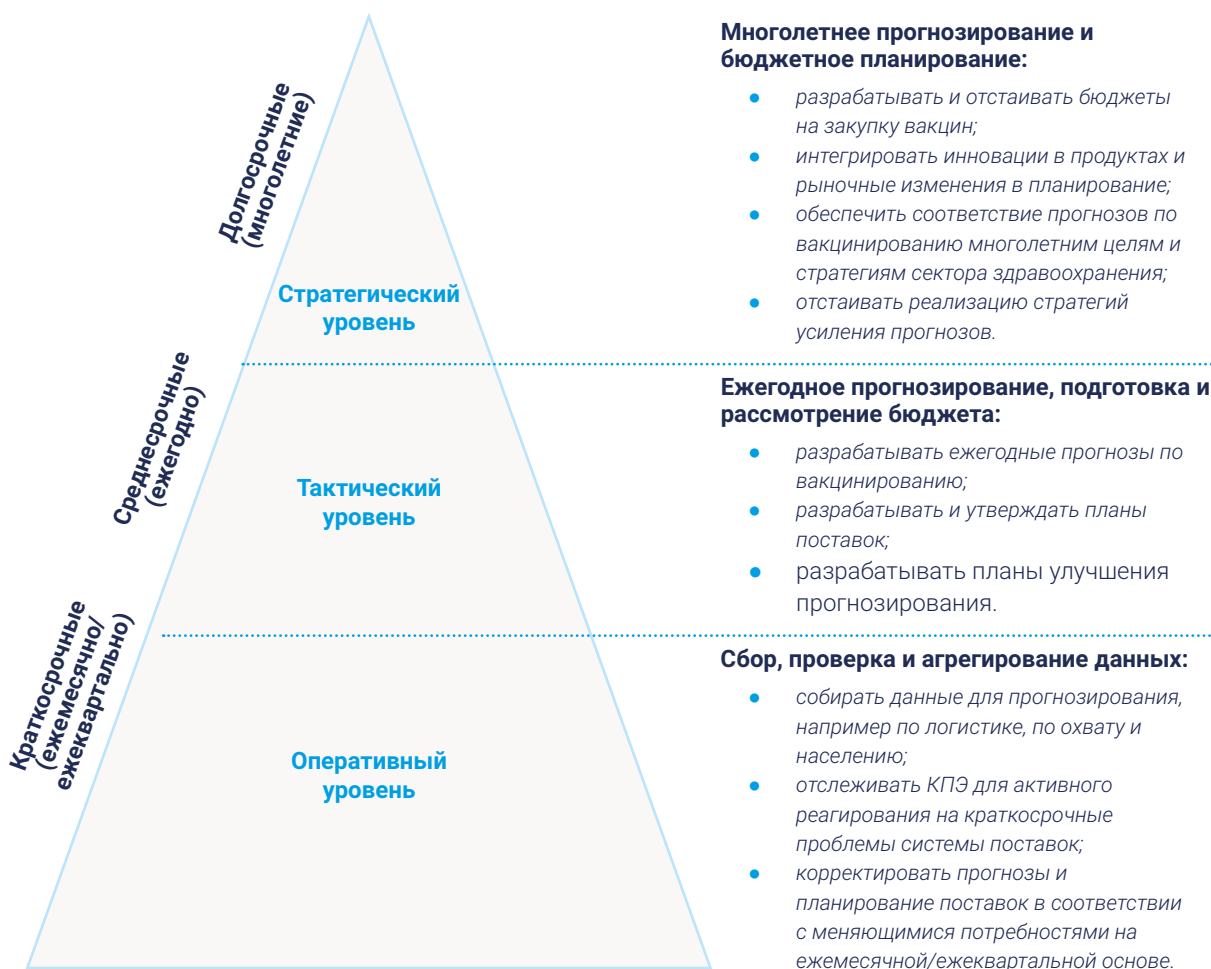 Долгосрочные
(многолетние)
Стратегический
уровень
Многолетнее прогнозирование и
бюджетное планирование:
● разрабатывать и отстаивать бюджеты
на закупку вакцин;
● интегрировать инновации в продуктах и
рыночные изменения в планирование;
● обеспечить соответствие прогнозов по
вакцинированию многолетним целям и
стратегиям сектора здравоохранения;
● отстаивать реализацию стратегий
усиления прогнозов.
Среднесрочные
(ежегодно)
Тактический
уровень
Ежегодное прогнозирование, подготовка и
рассмотрение бюджета:
● разрабатывать ежегодные прогнозы по
вакцинированию;
● разрабатывать и утверждать планы
поставок;
● разрабатывать планы улучшения
прогнозирования.
Краткосрочные
(ежемесячно/
ежеквартально)
Оперативный
уровень
Сбор, проверка и агрегирование данных:
● собирать данные для прогнозирования,
например по логистике, по охвату и
населению;
● отслеживать КПЭ для активного
реагирования на краткосрочные
проблемы системы поставок;
● корректировать прогнозы и
планирование поставок в соответствии
с меняющимися потребностями на
ежемесячной/ежеквартальной основе.